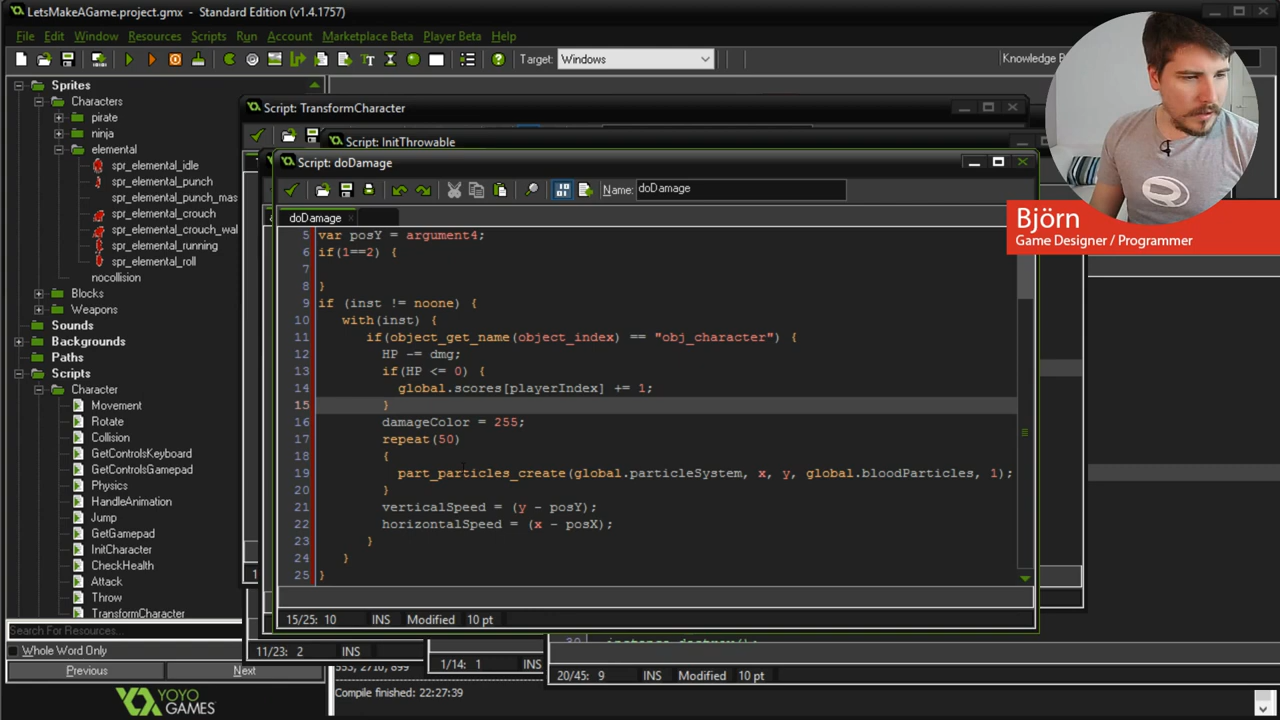 LetsMakeAGame.project.gmx - Standard Edition (v1.4.1757)
File Edit Window Resources Scripts Run Account Marketplace Beta Player Beta Help
Target: Windows
Knowledge B
Sprites
Characters
pirate
ninja
elemental
spr_elemental_idle
spr_elemental_punch
spr_elemental_punch_mas
spr_elemental_crouch
spr_elemental_crouch_wal
spr_elemental_running
spr_elemental_roll
nocollision
Blocks
Weapons
Sounds
Backgrounds
Paths
Scripts
Character
Movement
Rotate
Collision
GetControlsKeyboard
GetControlsGamepad
Physics
HandleAnimation
Jump
GetGamepad
InitCharacter
CheckHealth
Attack
Throw
TransformCharacter
Search For Resources...
Whole Word Only
Previous Next
YOYO
GAMES
Script: TransformCharacter
Script: InitThrowable
Script: doDamage
Name: doDamage
doDamage
5 var posY = argument4;
6 if(1==2) {
7
8 }
9 if (inst != noone) {
10 with(inst) {
11 if(object_get_name(object_index) == "obj_character") {
12 HP -= dmg;
13 if(HP <= 0) {
14 global.scores[playerIndex] += 1;
15 }
16 damageColor = 255;
17 repeat(50)
18 {
19 part_particles_create(global.particleSystem, x, y, global.bloodParticles, 1);
20 }
21 verticalSpeed = (y - posY);
22 horizontalSpeed = (x - posX);
23 }
24 }
25 }
15/25: 10 INS Modified 10 pt
11/23: 2 INS
1/14: 1 INS
20/45: 9 INS Modified 10 pt
Compile finished: 22:27:39
Björn
Game Designer / Programmer